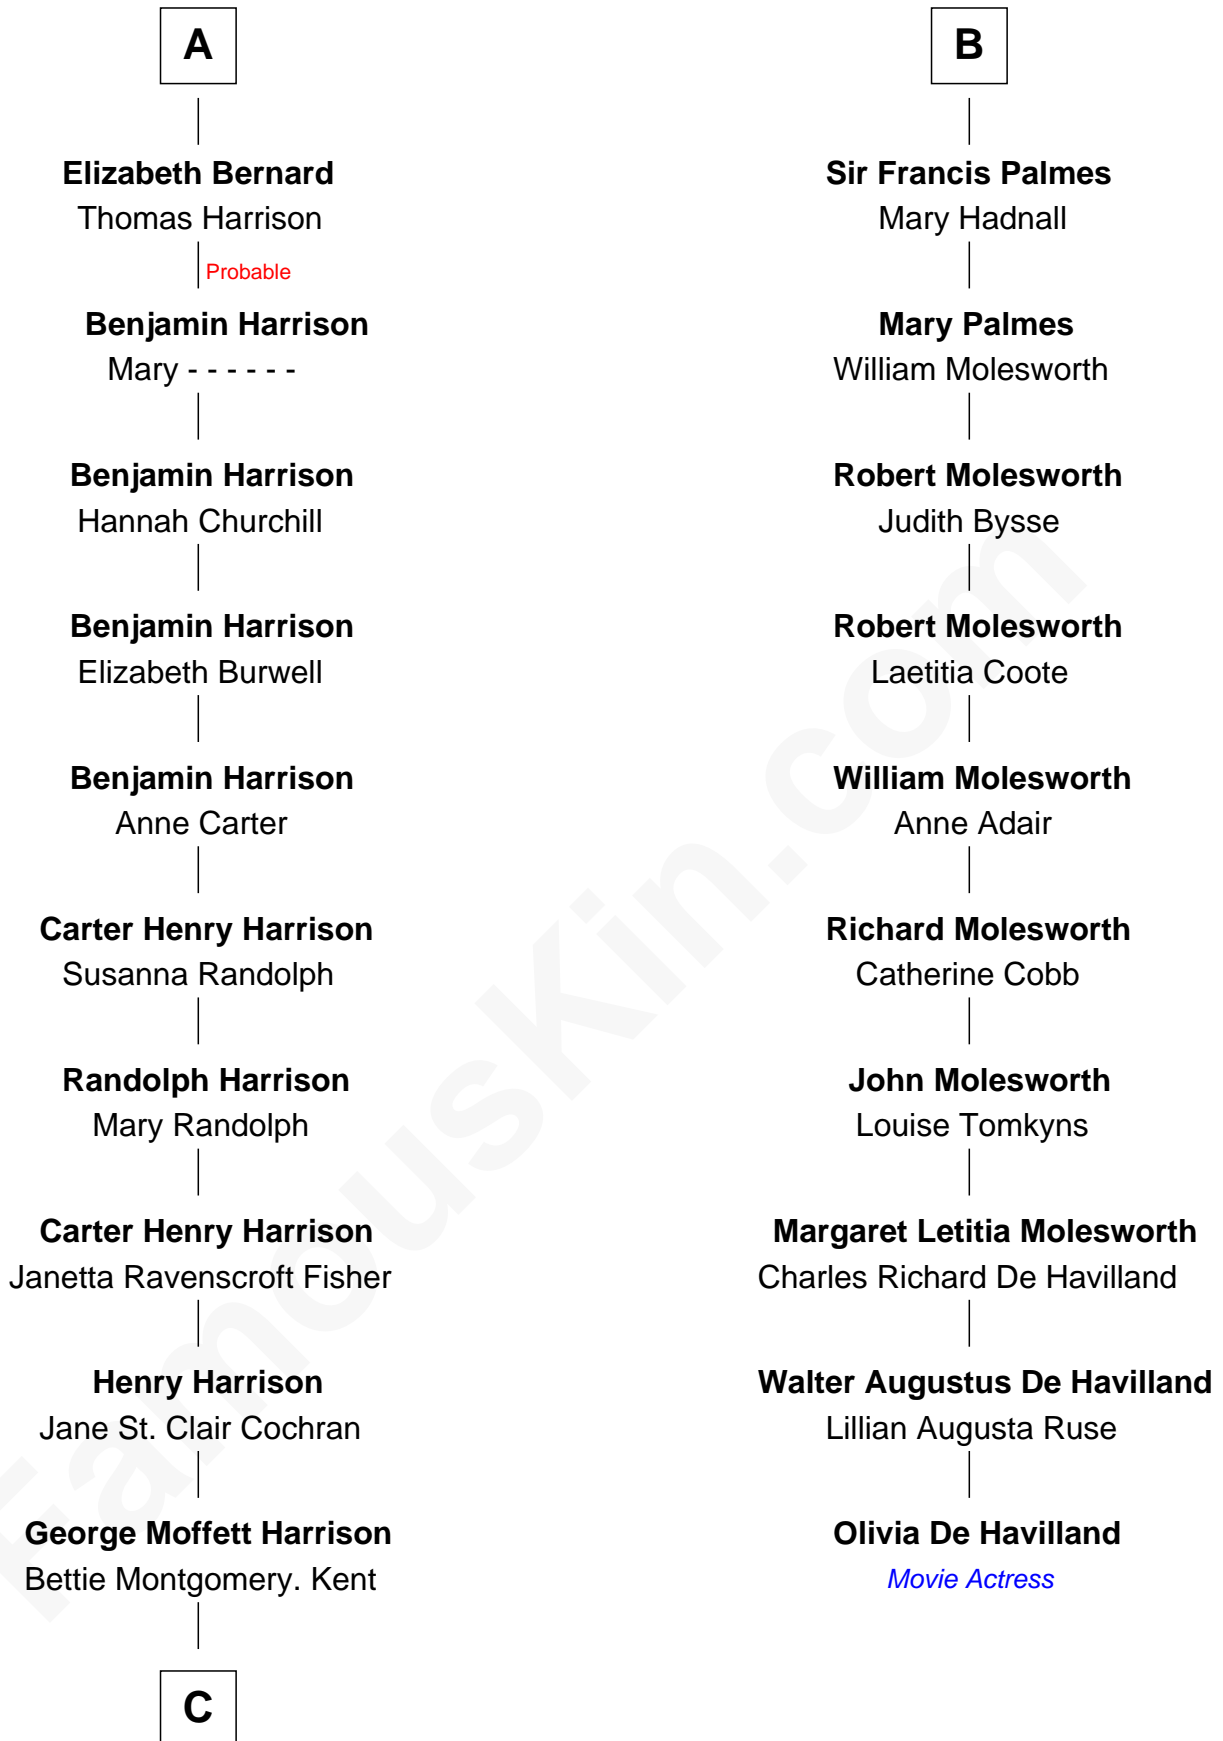 A
Elizabeth Bernard
Thomas Harrison
Probable
Benjamin Harrison
Mary - - - - - -
Benjamin Harrison
Hannah Churchill
Benjamin Harrison
Elizabeth Burwell
Benjamin Harrison
Anne Carter
Carter Henry Harrison
Susanna Randolph
Randolph Harrison
Mary Randolph
Carter Henry Harrison
Janetta Ravenscroft Fisher
Henry Harrison
Jane St. Clair Cochran
George Moffett Harrison
Bettie Montgomery. Kent
C
B
Sir Francis Palmes
Mary Hadnall
Mary Palmes
William Molesworth
Robert Molesworth
Judith Bysse
Robert Molesworth
Laetitia Coote
William Molesworth
Anne Adair
Richard Molesworth
Catherine Cobb
John Molesworth
Louise Tomkyns
Margaret Letitia Molesworth
Charles Richard De Havilland
Walter Augustus De Havilland
Lillian Augusta Ruse
Olivia De Havilland
Movie Actress
FamousKin.com